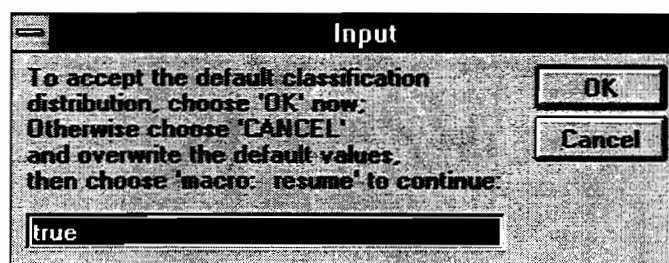 Input
To accept the default classification
distribution, choose 'OK' now;
Otherwise choose 'CANCEL'
and overwrite the default values,
then choose 'macro: resume' to continue:
OK
Cancel
true